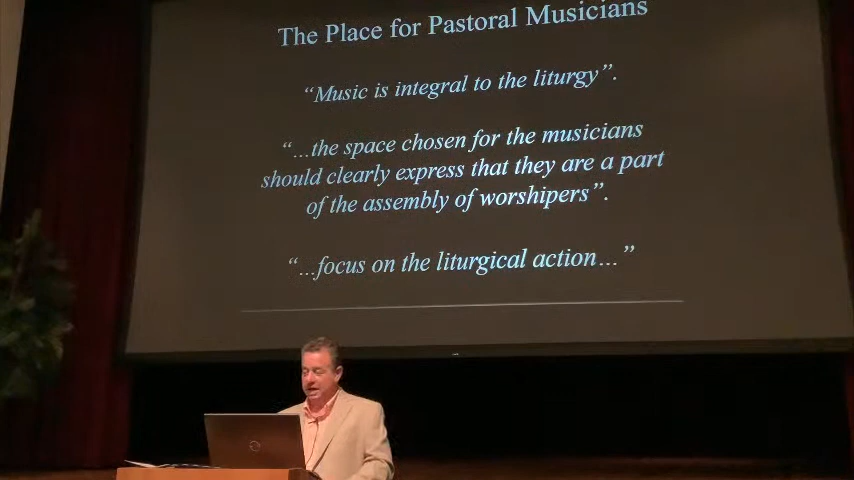 The Place for Pastoral Musicians
“Music is integral to the liturgy”.
“...the space chosen for the musicians
should clearly express that they are a part
of the assembly of worshipers”.
“...focus on the liturgical action...”
hp